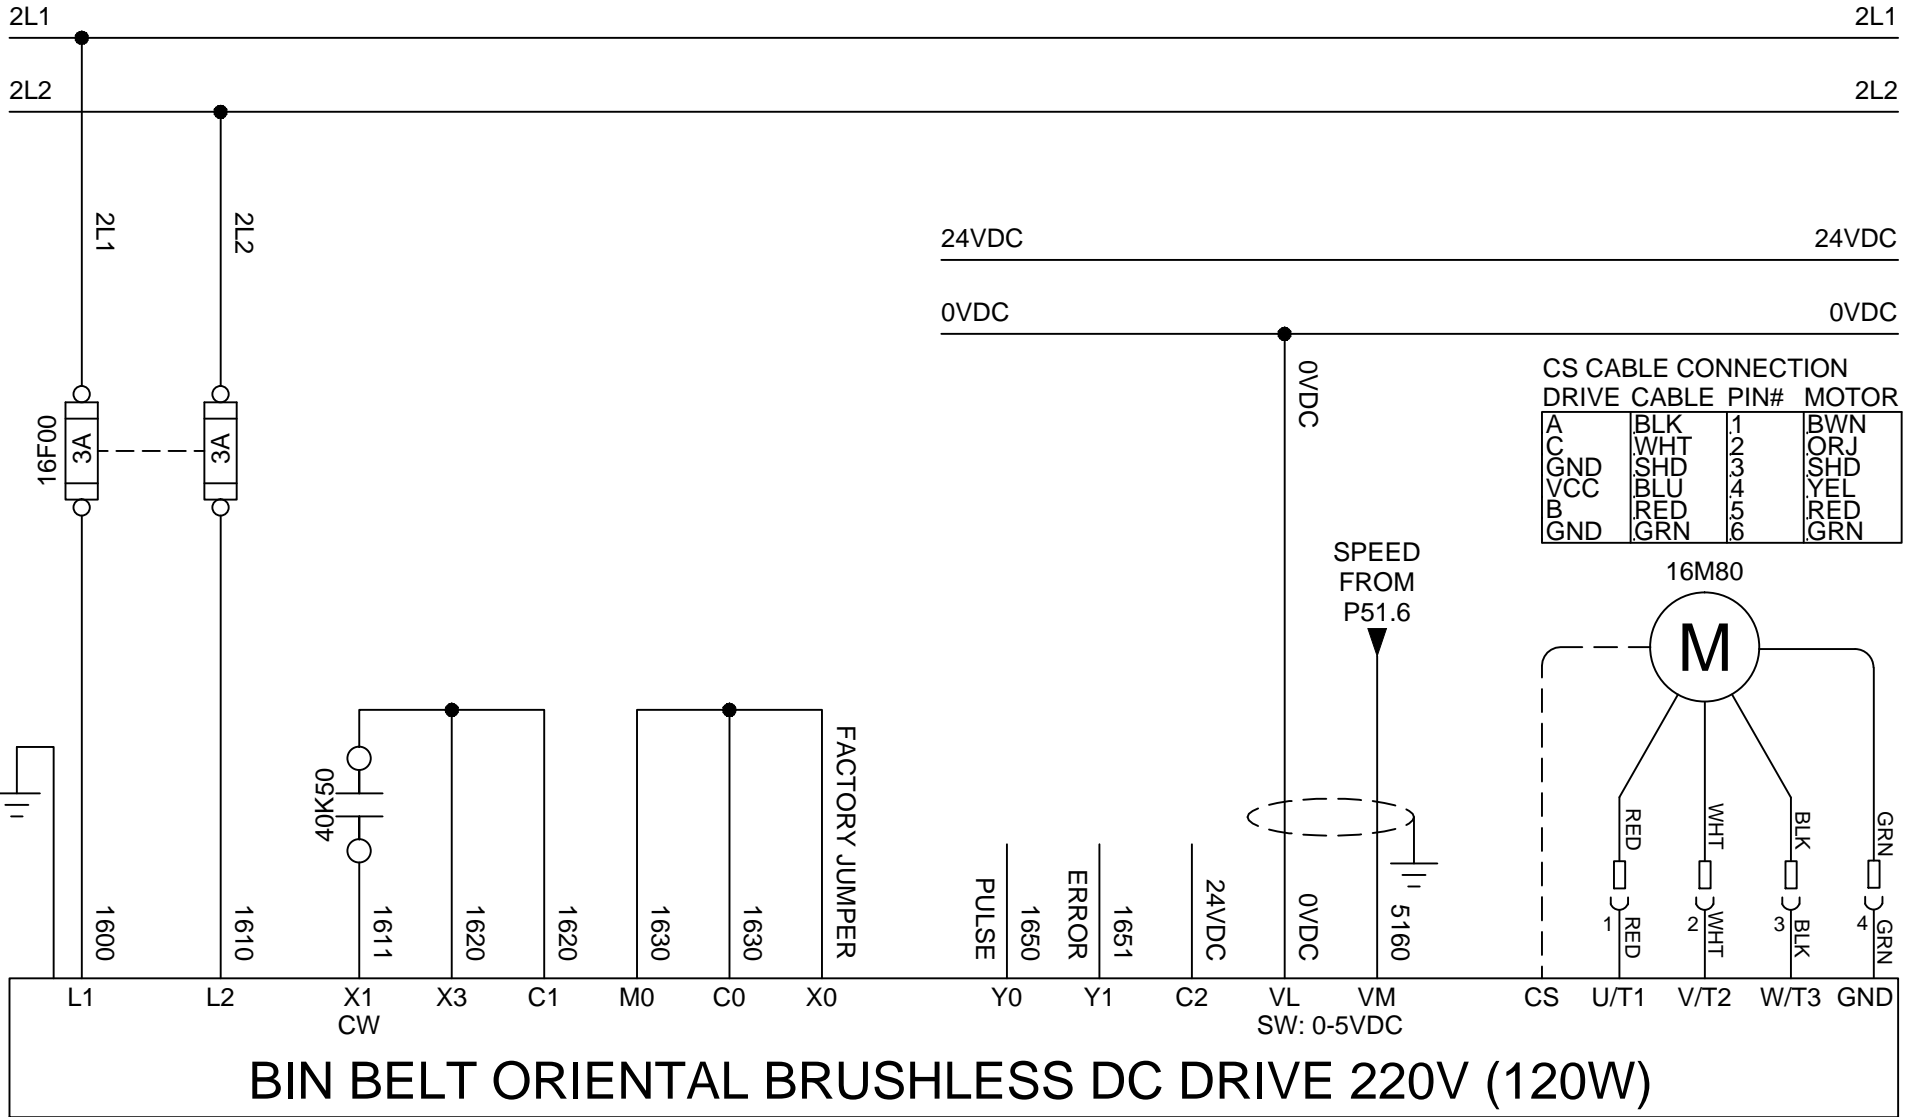 2L1 2L1
2L2 2L2
2L1 2L2
24VDC 24VDC
0VDC 0VDC
0VDC
CS CABLE CONNECTION
DRIVE CABLE PIN# MOTOR
A BLK 1 BWN
C WHT 2 ORJ
GND SHD 3 SHD
VCC BLU 4 YEL
B RED 5 RED
GND GRN 6 GRN
16F00 3A 3A
SPEED
FROM
P51.6
16M80
M
40K50
FACTORY JUMPER
RED WHT BLK GRN
1 RED 2 WHT 3 BLK 4 GRN
1600 1610 1611 1620 1620 1630 1630
PULSE 1650 ERROR 1651 24VDC 0VDC 5160
L1 L2 X1 X3 C1 M0 C0 X0 Y0 Y1 C2 VL VM CS U/T1 V/T2 W/T3 GND
CW SW: 0-5VDC
BIN BELT ORIENTAL BRUSHLESS DC DRIVE 220V (120W)